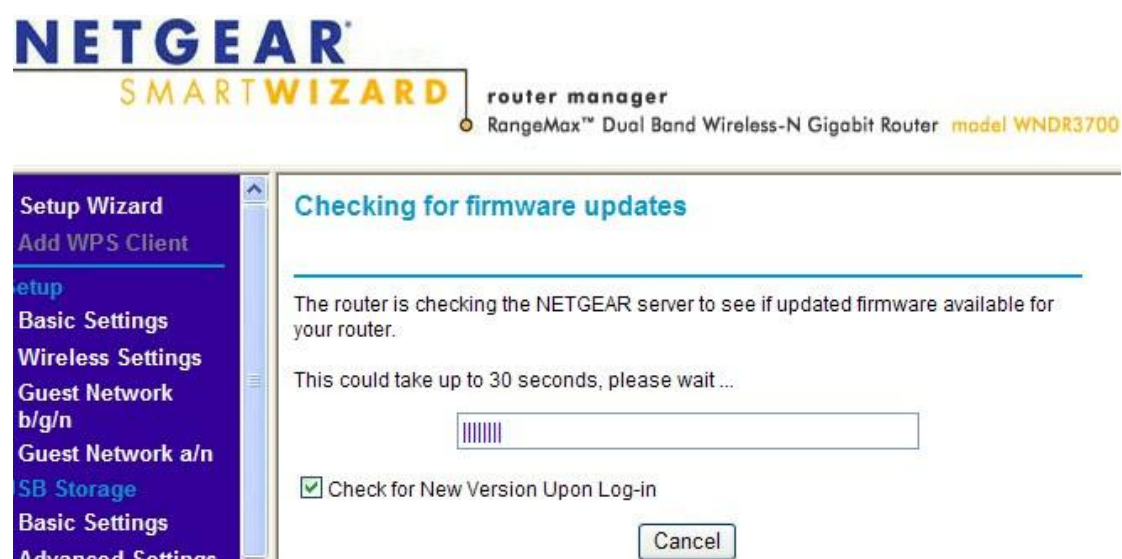 NETGEAR
SMARTWIZARD
router manager
RangeMax™ Dual Band Wireless-N Gigabit Router model WNDR3700
Setup Wizard
Add WPS Client
etup
Basic Settings
Wireless Settings
Guest Network
b/g/n
Guest Network a/n
SB Storage
Basic Settings
Advanced Settings
Checking for firmware updates
The router is checking the NETGEAR server to see if updated firmware available for
your router.
This could take up to 30 seconds, please wait ...
Check for New Version Upon Log-in
Cancel